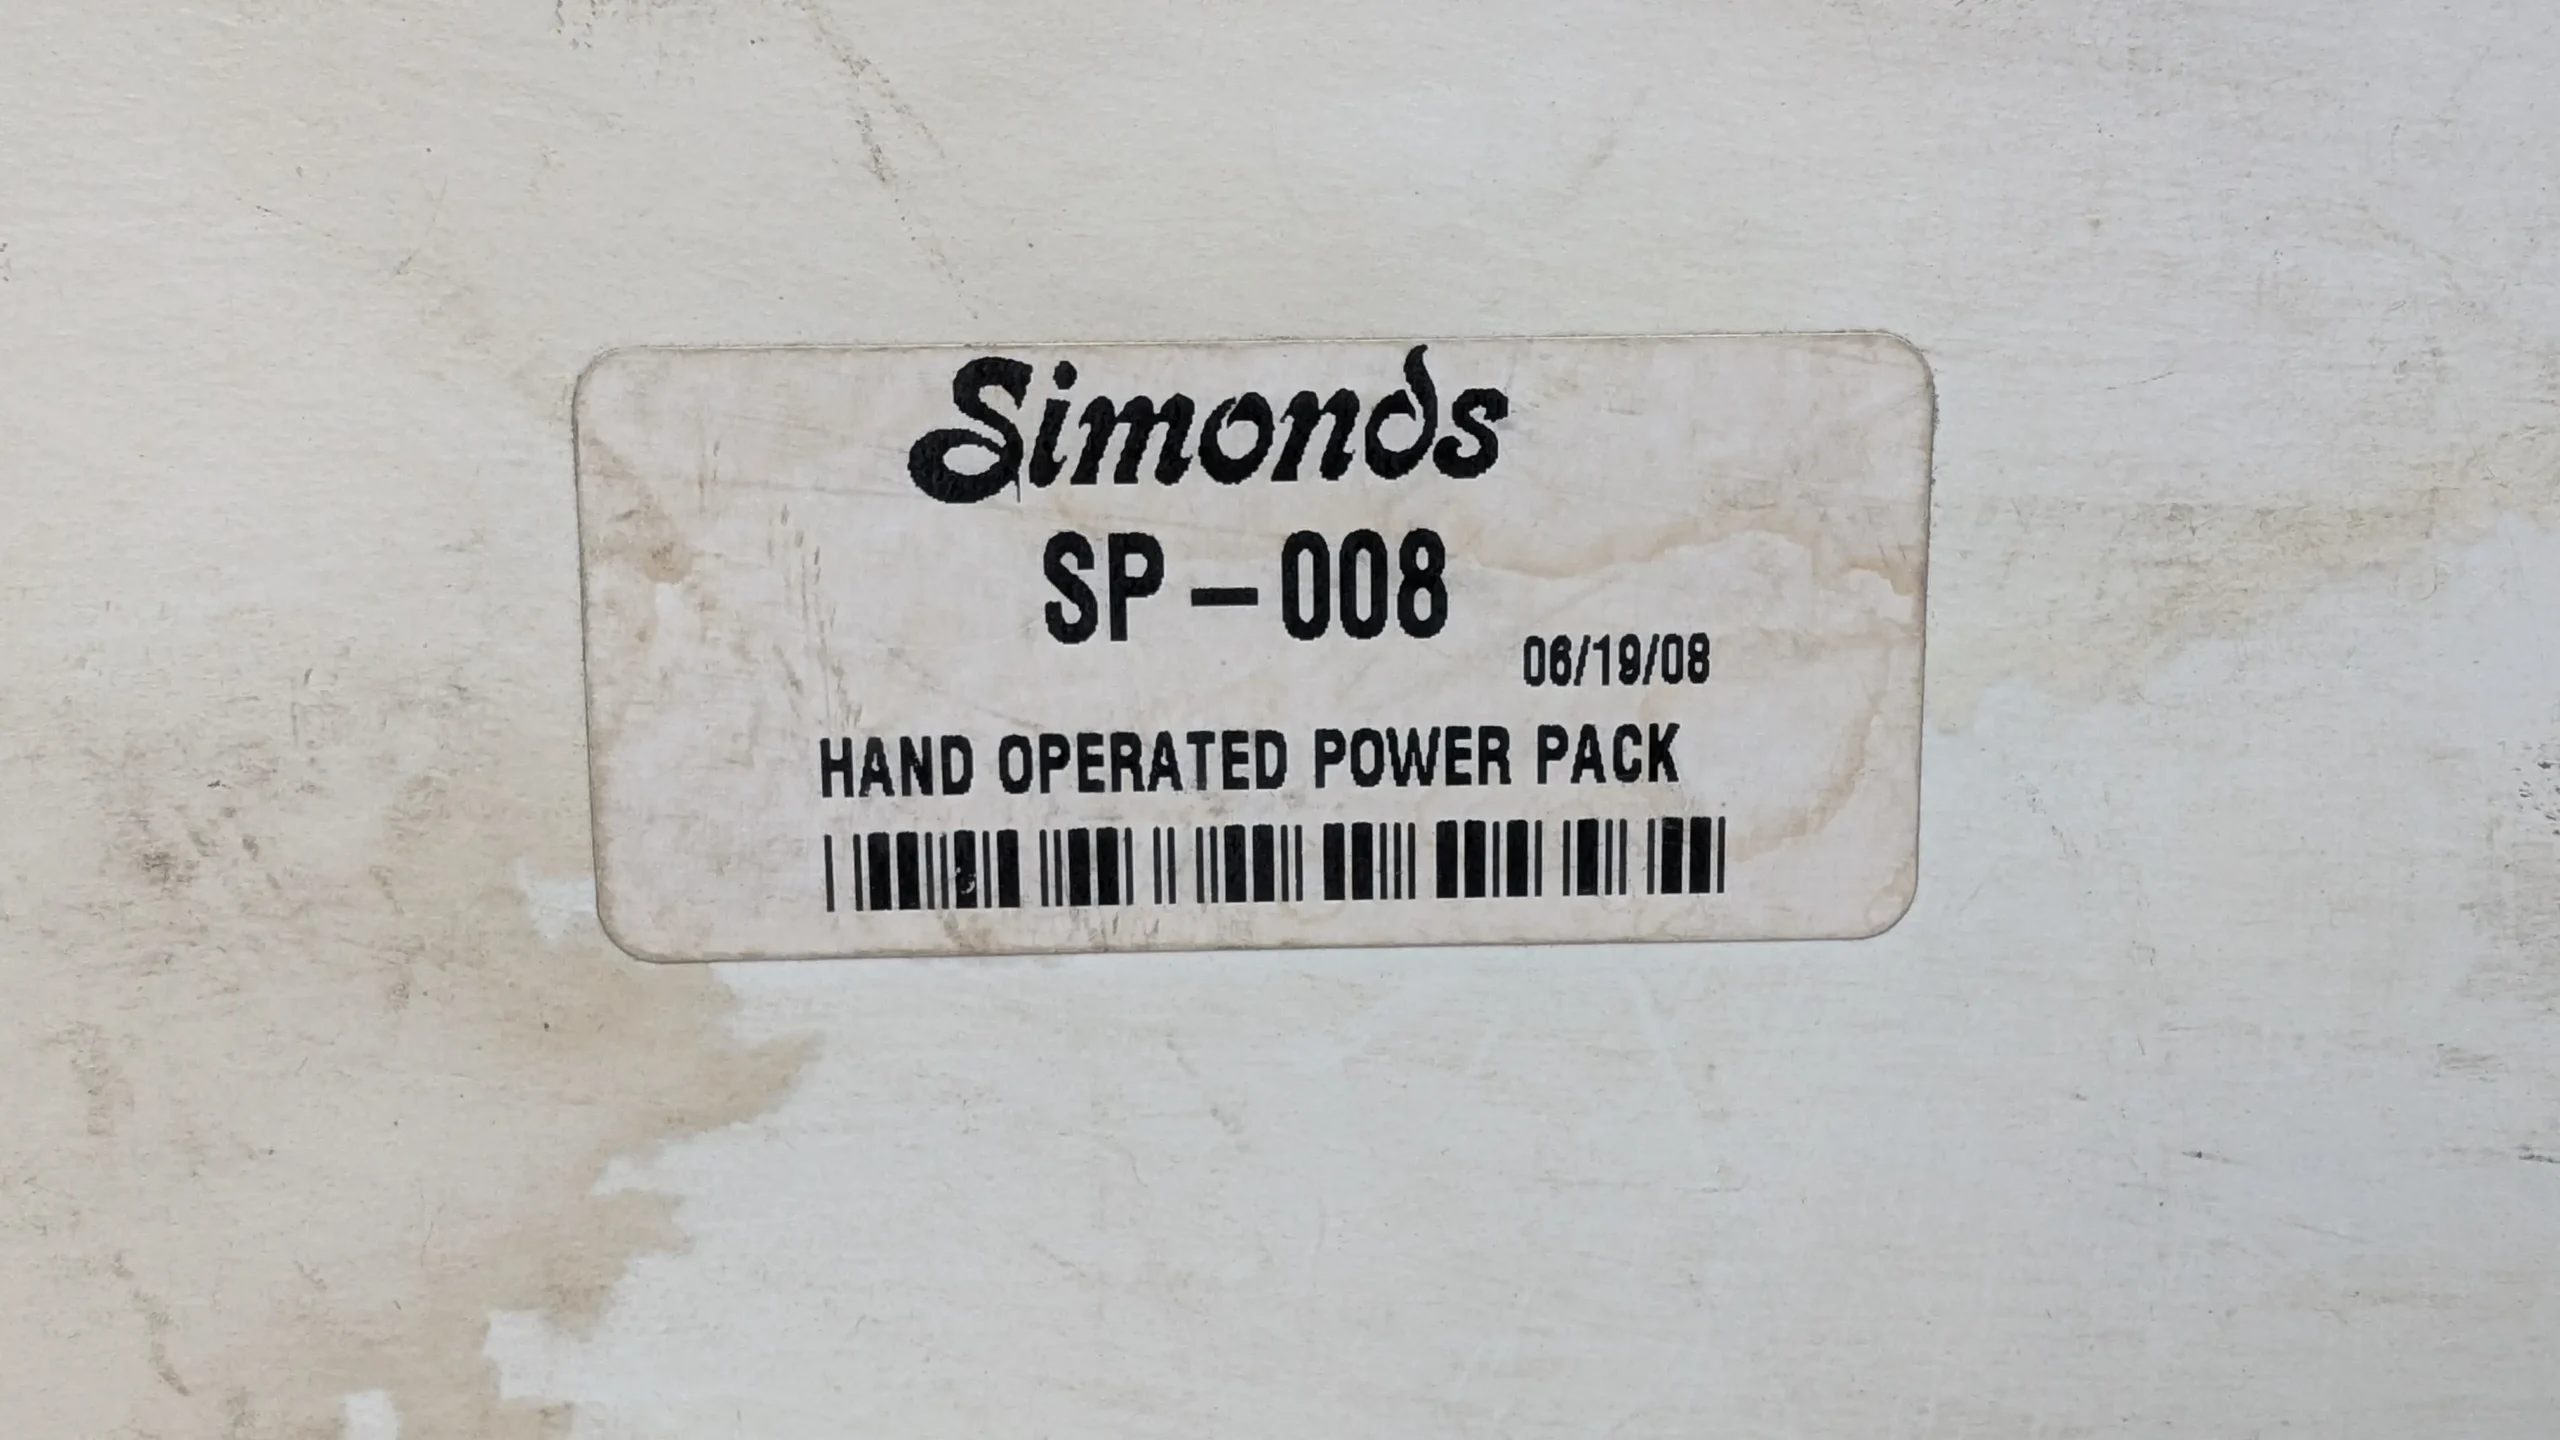 Simonds
SP-008
06/19/08
HAND OPERATED POWER PACK